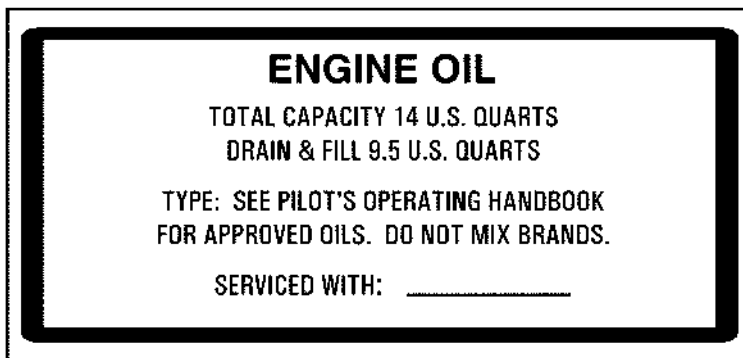 ENGINE OIL
TOTAL CAPACITY 14 U.S. QUARTS
DRAIN & FILL 9.5 U.S. QUARTS
TYPE: SEE PILOT'S OPERATING HANDBOOK
FOR APPROVED OILS. DO NOT MIX BRANDS.
SERVICED WITH: ____________